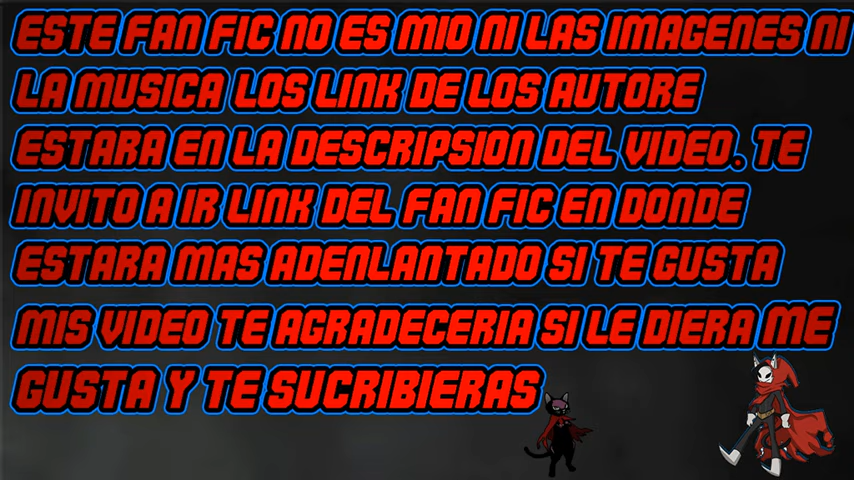 ESTE FAN FIC NO ES MIO NI LAS IMAGENES NI
LA MUSICA LOS LINK DE LOS AUTORE
ESTARA EN LA DESCRIPSION DEL VIDEO. TE
INVITO A IR LINK DEL FAN FIC EN DONDE
ESTARA MAS ADENLANTADO SI TE GUSTA
MIS VIDEO TE AGRADECERIA SI LE DIERA ME
GUSTA Y TE SUCRIBIERAS